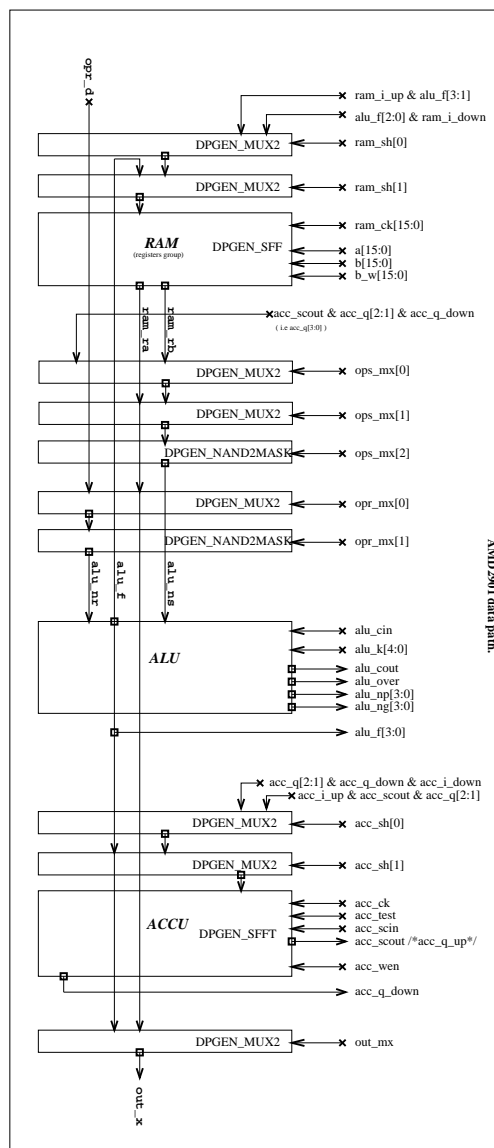 opr_d
ram_i_up & alu_f[3:1]
alu_f[2:0] & ram_i_down
DPGEN_MUX2
ram_sh[0]
DPGEN_MUX2
ram_sh[1]
RAM
(registers group)
DPGEN_SFF
ram_ck[15:0]
a[15:0]
b[15:0]
b_w[15:0]
ram_ra
ram_rb
acc_scout & acc_q[2:1] & acc_q_down
( i.e acc_q[3:0] )
DPGEN_MUX2
ops_mx[0]
DPGEN_MUX2
ops_mx[1]
DPGEN_NAND2MASK
ops_mx[2]
DPGEN_MUX2
opr_mx[0]
DPGEN_NAND2MASK
opr_mx[1]
AMD2901 data path.
alu_nr
alu_f
alu_ns
ALU
alu_cin
alu_k[4:0]
alu_cout
alu_over
alu_np[3:0]
alu_ng[3:0]
alu_f[3:0]
acc_q[2:1] & acc_q_down & acc_i_down
acc_i_up & acc_scout & acc_q[2:1]
DPGEN_MUX2
acc_sh[0]
DPGEN_MUX2
acc_sh[1]
ACCU
DPGEN_SFFT
acc_ck
acc_test
acc_scin
acc_scout /*acc_q_up*/
acc_wen
acc_q_down
DPGEN_MUX2
out_mx
out_x